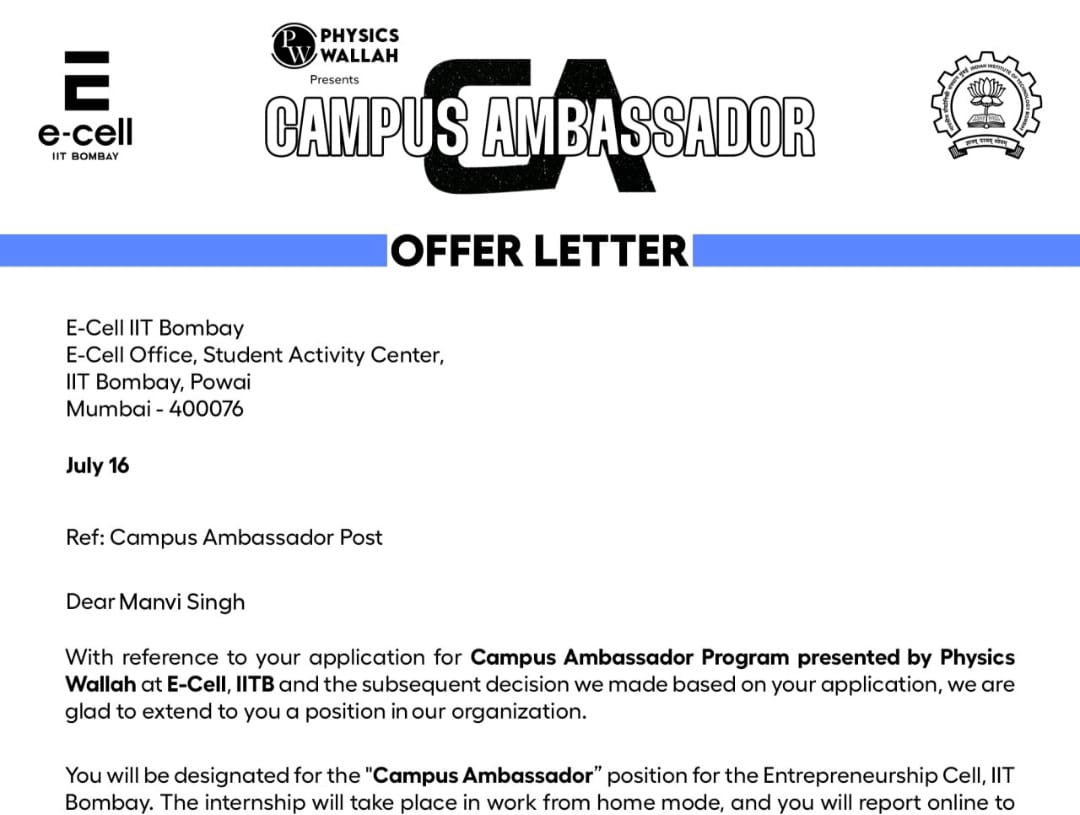 PHYSICS
WALLAH
PW
Presents
CA
CAMPUS AMBASSADOR
E
e-cell
IIT BOMBAY
OFFER LETTER
E-Cell IIT Bombay
E-Cell Office, Student Activity Center,
IIT Bombay, Powai
Mumbai - 400076
July 16
Ref: Campus Ambassador Post
Dear Manvi Singh
With reference to your application for Campus Ambassador Program presented by Physics
Wallah at E-Cell, IITB and the subsequent decision we made based on your application, we are
glad to extend to you a position in our organization.
You will be designated for the "Campus Ambassador” position for the Entrepreneurship Cell, IIT
Bombay. The internship will take place in work from home mode, and you will report online to